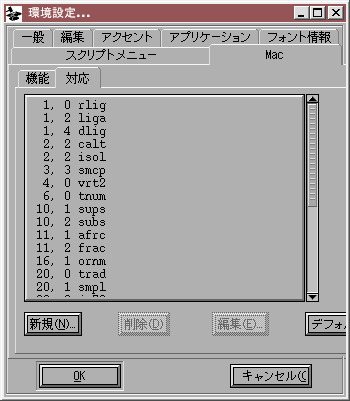 環境設定...
一般 編集 アクセント アプリケーション フォント情報
スクリプトメニュー Mac
機能 対応
1, 0 rlig
1, 2 liga
1, 4 dlig
2, 2 calt
2, 2 isol
3, 3 smcp
4, 0 vrt2
6, 0 tnum
10, 1 sups
10, 2 subs
11, 1 afrc
11, 2 frac
16, 1 ornm
20, 0 trad
20, 1 smpl
新規(N)... 削除(D) 編集(E)... デフォ
OK キャンセル(C